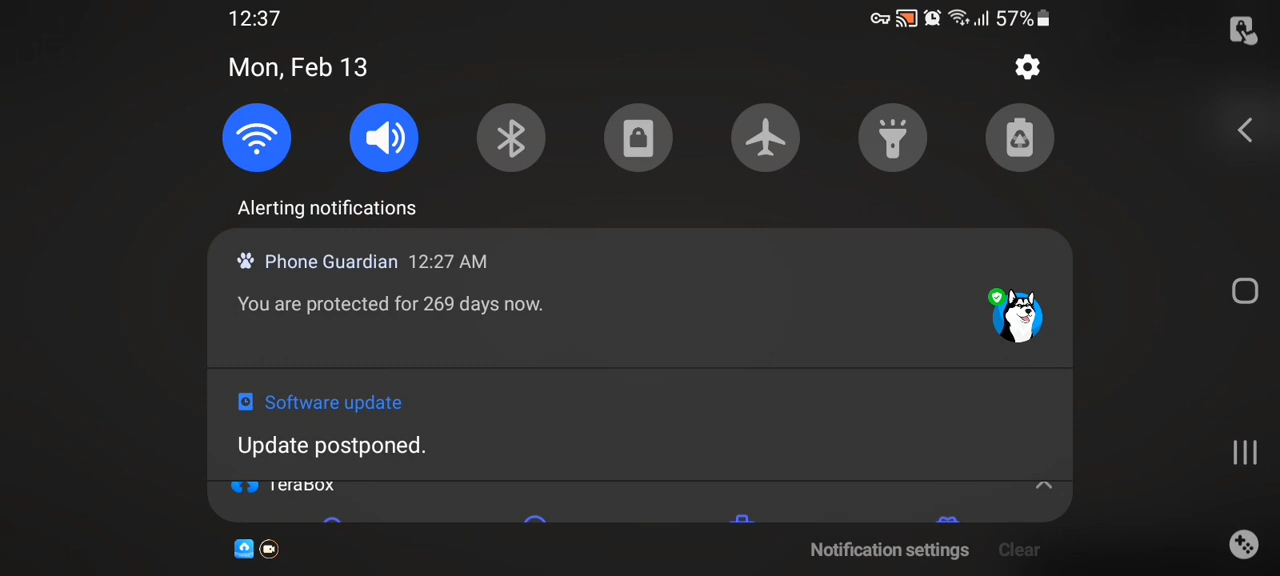 12:37
57%
Mon, Feb 13
Alerting notifications
Phone Guardian 12:27 AM
You are protected for 269 days now.
Software update
Update postponed.
TeraBox
Notification settings
Clear